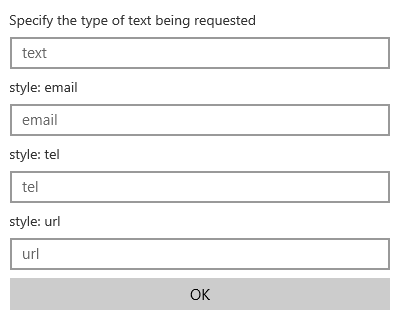 Specify the type of text being requested
text
style: email
email
style: tel
tel
style: url
url
OK